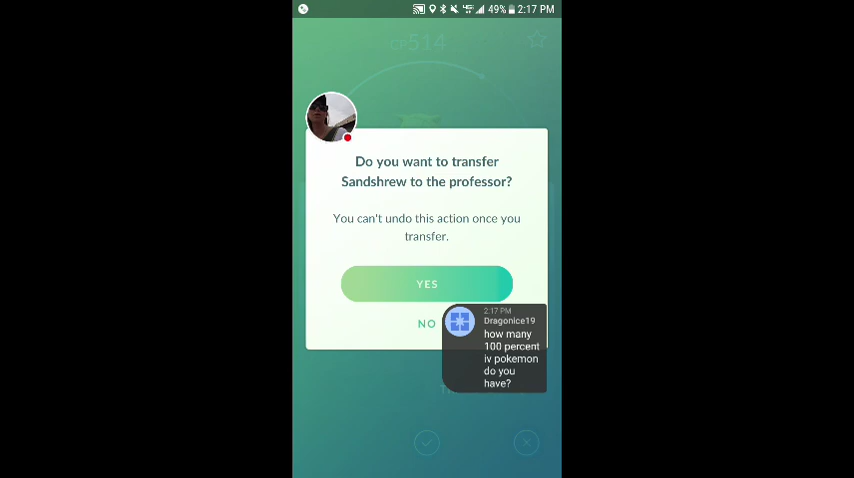 49% 2:17 PM
CP514
Do you want to transfer
Sandshrew to the professor?
You can't undo this action once you
transfer.
YES
NO
2:17 PM
Dragonice19
how many
100 percent
iv pokemon
do you
have?